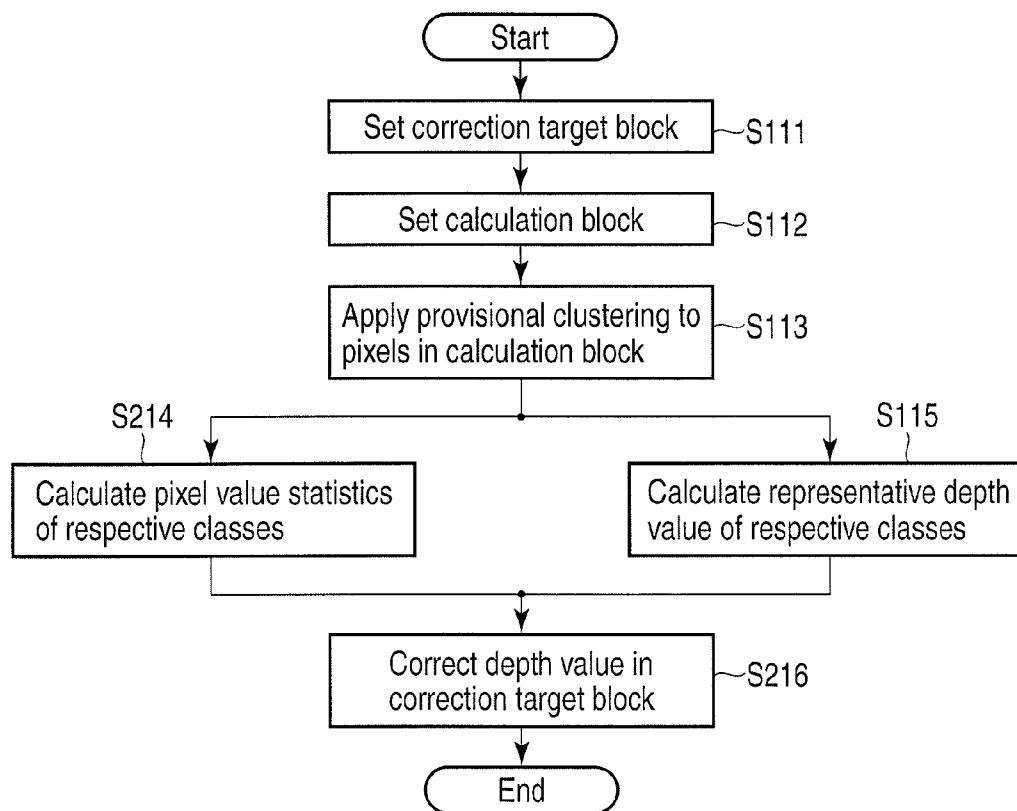 Start
Set correction target block
S111
Set calculation block
S112
Apply provisional clustering to
pixels in calculation block
S113
S214
Calculate pixel value statistics
of respective classes
S115
Calculate representative depth
value of respective classes
Correct depth value in
correction target block
S216
End